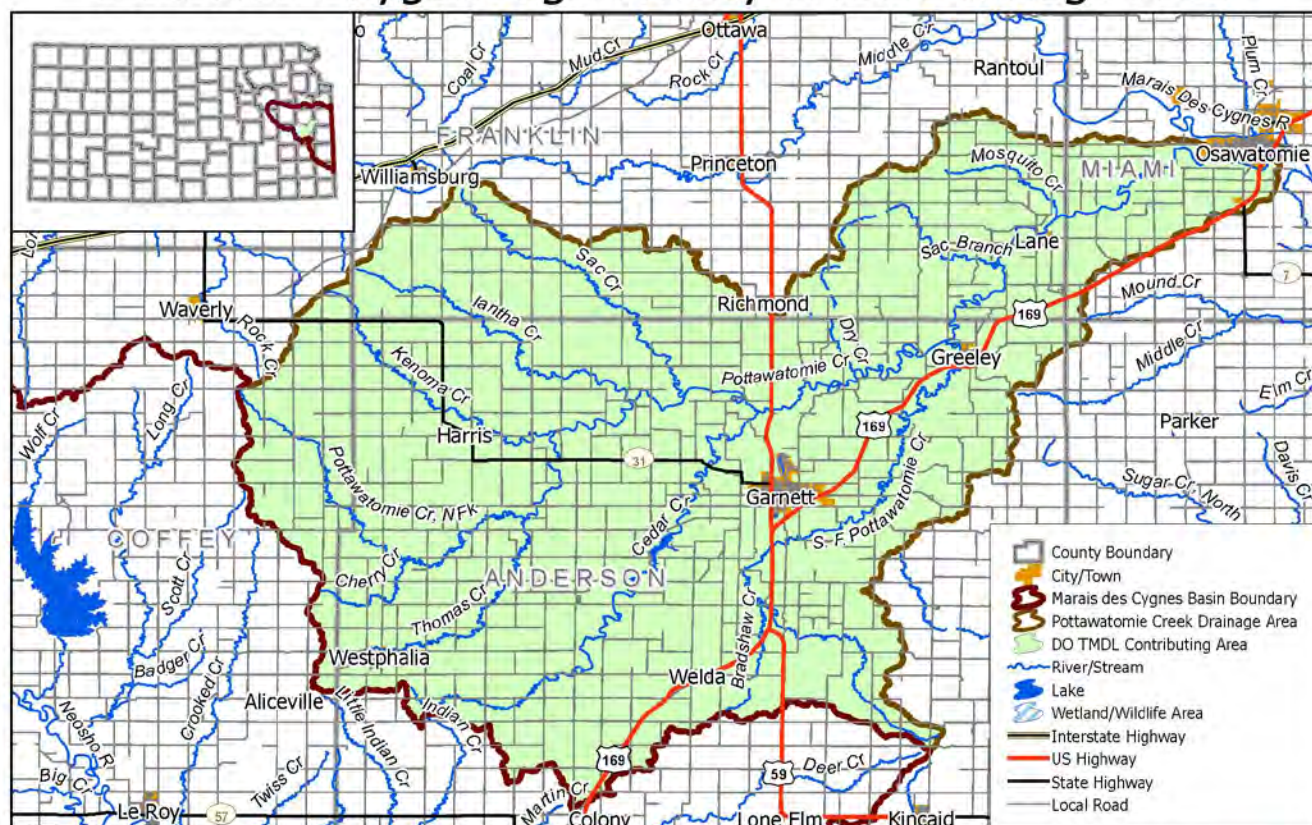 Ottawa
Coal Cr
Mud Cr
Rock Cr
Middle Cr
Rantoul
Plum Cr
Marais Des Cygnes R
FRANKLIN
Princeton
Osawatomie
Williamsburg
Mosquito Cr
MIAMI
Sac Branch
Lane
7
Sac Cr
Waverly
Rock Cr
Iantha Cr
Richmond
169
Mound Cr
Dry Cr
Greeley
Middle Cr
Kenoma Cr
Pottawatomie Cr
Elm Cr
Long Cr
Wolf Cr
Harris
31
169
Parker
Davis Cr
Garnett
Sugar Cr, North
Pottawatomie Cr, NFk
S. F Pottawatomie Cr
COFFEY
Cedar Cr
Scott Cr
Cherry Cr
ANDERSON
Thomas Cr
Bradshaw Cr
Badger Cr
Westphalia
Welda
Aliceville
Crooked Cr
Little Indian Cr
Indian Cr
Neosho R
169
59
Deer Cr
Big Cr
Twiss Cr
Martin Cr
Le Roy
57
Colony
Lone Elm
Kincaid
County Boundary
City/Town
Marais des Cygnes Basin Boundary
Pottawatomie Creek Drainage Area
DO TMDL Contributing Area
River/Stream
Lake
Wetland/Wildlife Area
Interstate Highway
US Highway
State Highway
Local Road